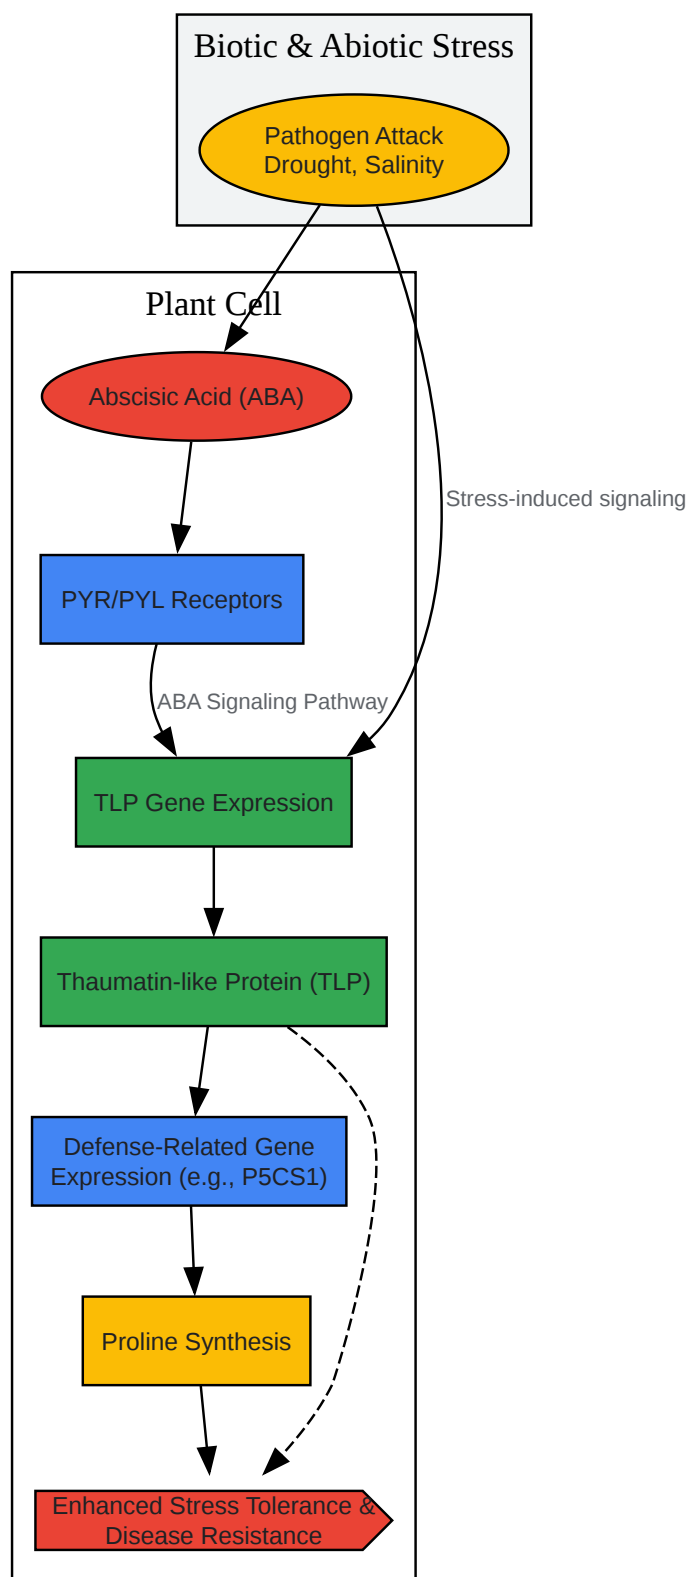 Biotic & Abiotic Stress
Pathogen Attack
Drought, Salinity
Plant Cell
Abscisic Acid (ABA)
Stress-induced signaling
PYR/PYL Receptors
ABA Signaling Pathway
TLP Gene Expression
Thaumatin-like Protein (TLP)
Defense-Related Gene
Expression (e.g., P5CS1)
Proline Synthesis
Enhanced Stress Tolerance &
Disease Resistance